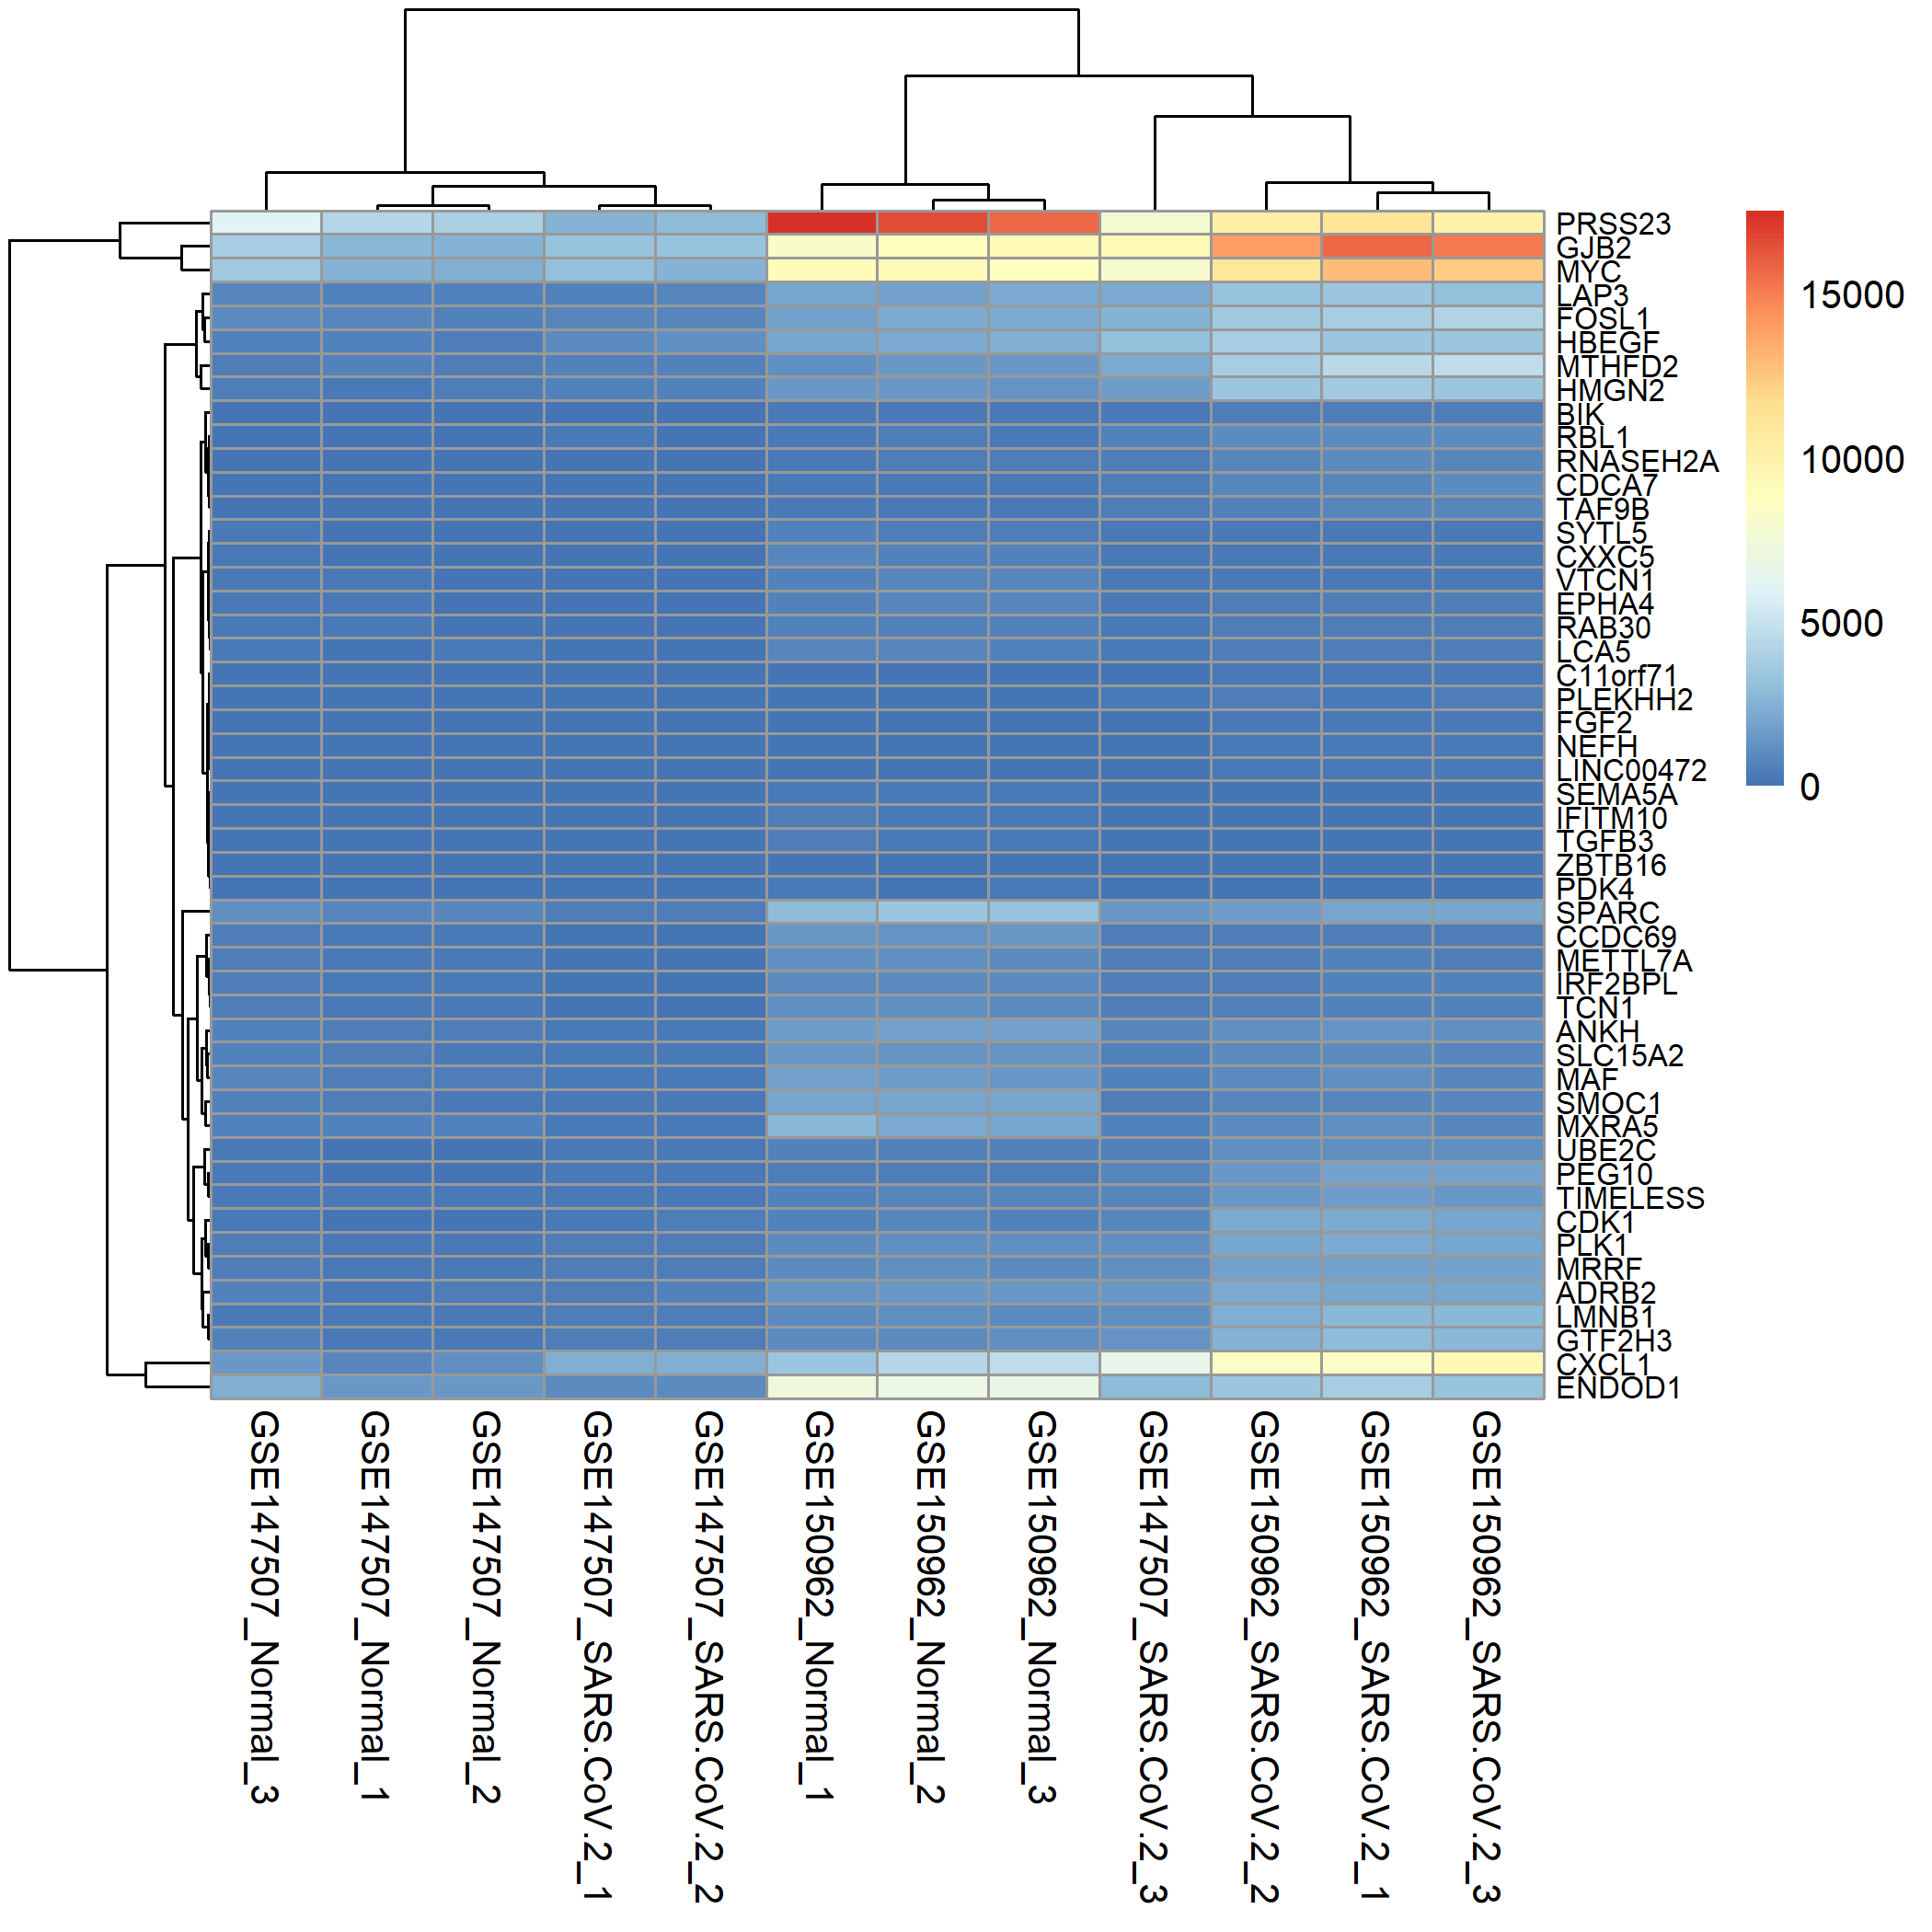 PRSS23
GJB2
MYC
LAP3
FOSL1
HBEGF
MTHFD2
HMGN2
BIK
RBL1
RNASEH2A
CDCA7
TAF9B
SYTL5
CXXC5
VTCN1
EPHA4
RAB30
LCA5
C11orf71
PLEKHH2
FGF2
NEFH
LINC00472
SEMA5A
IFITM10
TGFB3
ZBTB16
PDK4
SPARC
CCDC69
METTL7A
IRF2BPL
TCN1
ANKH
SLC15A2
MAF
SMOC1
MXRA5
UBE2C
PEG10
TIMELESS
CDK1
PLK1
MRRF
ADRB2
LMNB1
GTF2H3
CXCL1
ENDOD1
15000
10000
5000
0
GSE147507_Normal_3
GSE147507_Normal_1
GSE147507_Normal_2
GSE147507_SARS.CoV.2_1
GSE147507_SARS.CoV.2_2
GSE150962_Normal_1
GSE150962_Normal_2
GSE150962_Normal_3
GSE147507_SARS.CoV.2_3
GSE150962_SARS.CoV.2_2
GSE150962_SARS.CoV.2_1
GSE150962_SARS.CoV.2_3